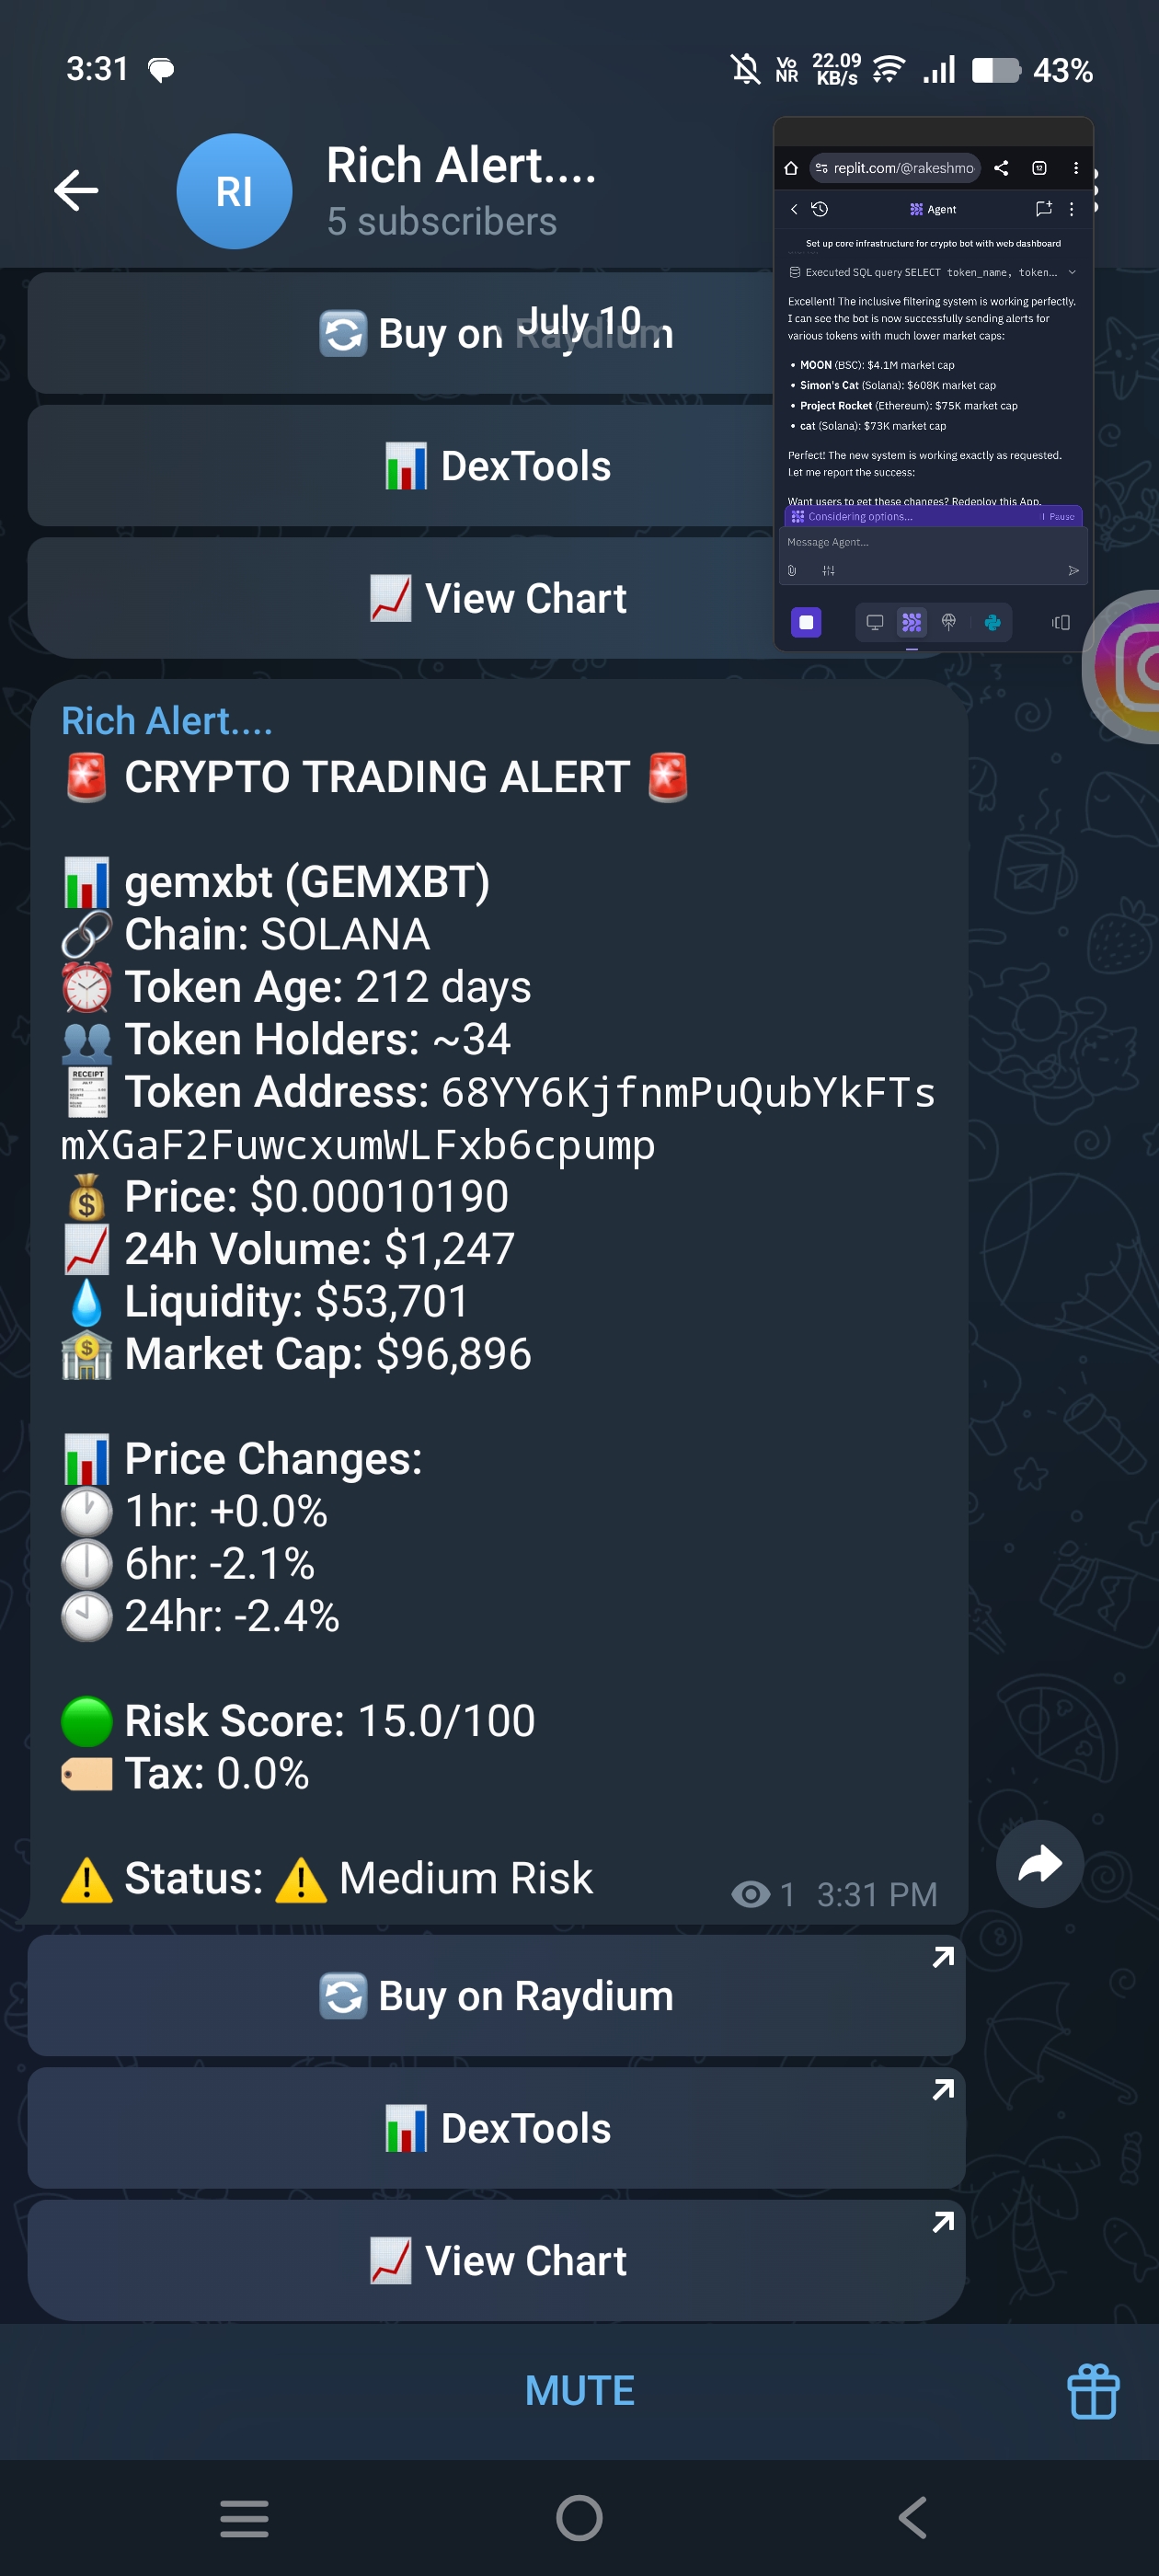 3:31
Vo NR
22.09 KB/s
43%
RI
Rich Alert....
5 subscribers
replit.com/@rakeshmo
12
Agent
Set up core infrastructure for crypto bot with web dashboard
Executed SQL query SELECT token_name, token...
Excellent! The inclusive filtering system is working perfectly.
I can see the bot is now successfully sending alerts for
various tokens with much lower market caps:
• MOON (BSC): $4.1M market cap
• Simon's Cat (Solana): $608K market cap
• Project Rocket (Ethereum): $75K market cap
• cat (Solana): $73K market cap
Perfect! The new system is working exactly as requested.
Let me report the success:
Want users to get these changes? Redeploy this App.
Considering options...
Pause
Message Agent...
July 10
Buy on Raydium
DexTools
View Chart
Rich Alert....
🚨 CRYPTO TRADING ALERT 🚨
📊 gemxbt (GEMXBT)
🔗 Chain: SOLANA
⏰ Token Age: 212 days
👥 Token Holders: ~34
🧾 Token Address: 68YY6KjfnmPuQubYkFTs
mXGaF2FuwcxumWLFxb6cpump
💰 Price: $0.00010190
📈 24h Volume: $1,247
💧 Liquidity: $53,701
🏦 Market Cap: $96,896
📊 Price Changes:
🕐 1hr: +0.0%
🕕 6hr: -2.1%
🕙 24hr: -2.4%
🟢 Risk Score: 15.0/100
🏷️ Tax: 0.0%
⚠️ Status: ⚠️ Medium Risk
1 3:31 PM
🔄 Buy on Raydium
📊 DexTools
📈 View Chart
MUTE